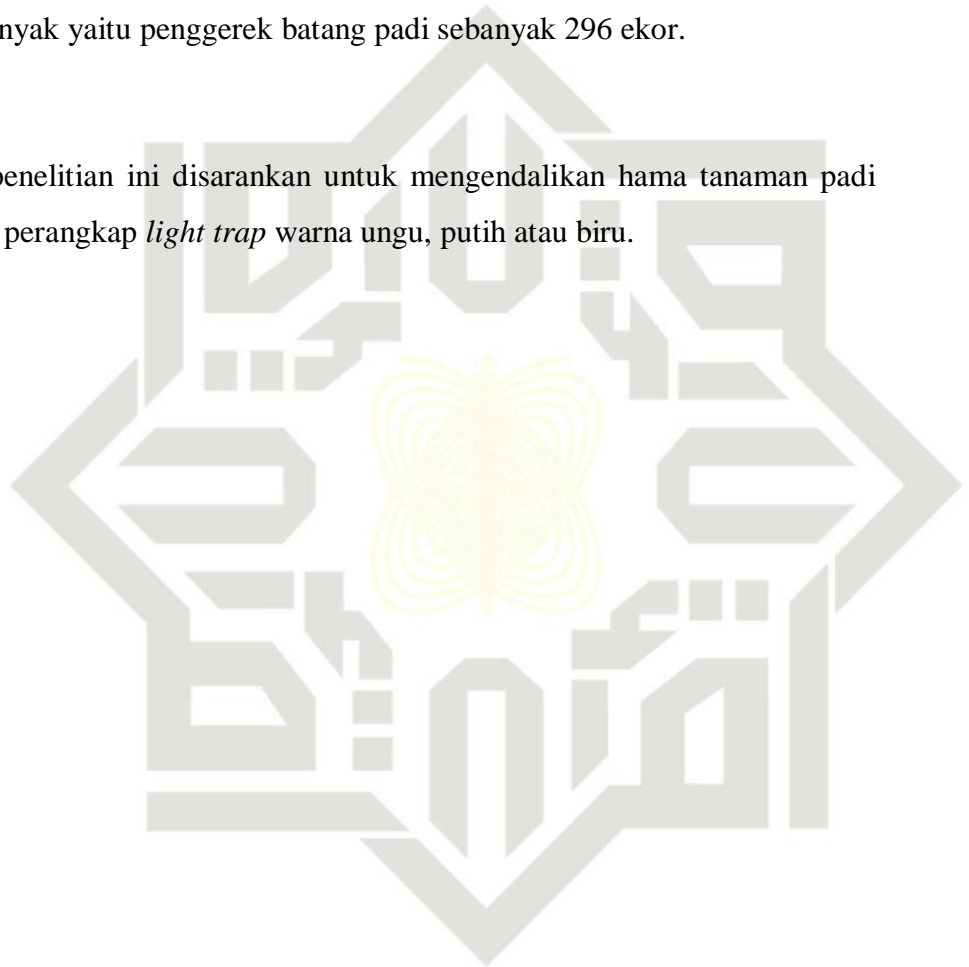 nyak yaitu penggerek batang padi sebanyak 296 ekor.
penelitian ini disarankan untuk mengendalikan hama tanaman padi
perangkap light trap warna ungu, putih atau biru.